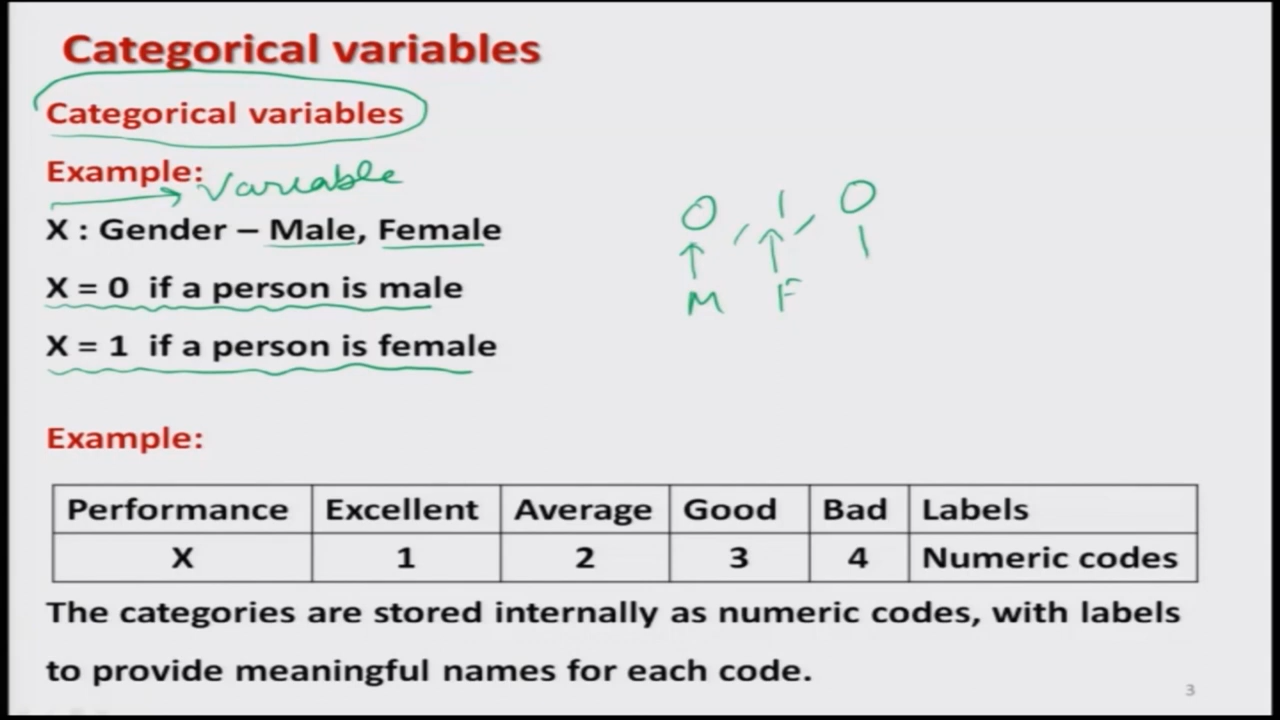 Categorical variables
Categorical variables
Example:
Variable
X : Gender – Male, Female
X = 0 if a person is male
X = 1 if a person is female
0, 1, 0
1
M F
Example:
Performance Excellent Average Good Bad Labels
X 1 2 3 4 Numeric codes
The categories are stored internally as numeric codes, with labels
to provide meaningful names for each code.
3